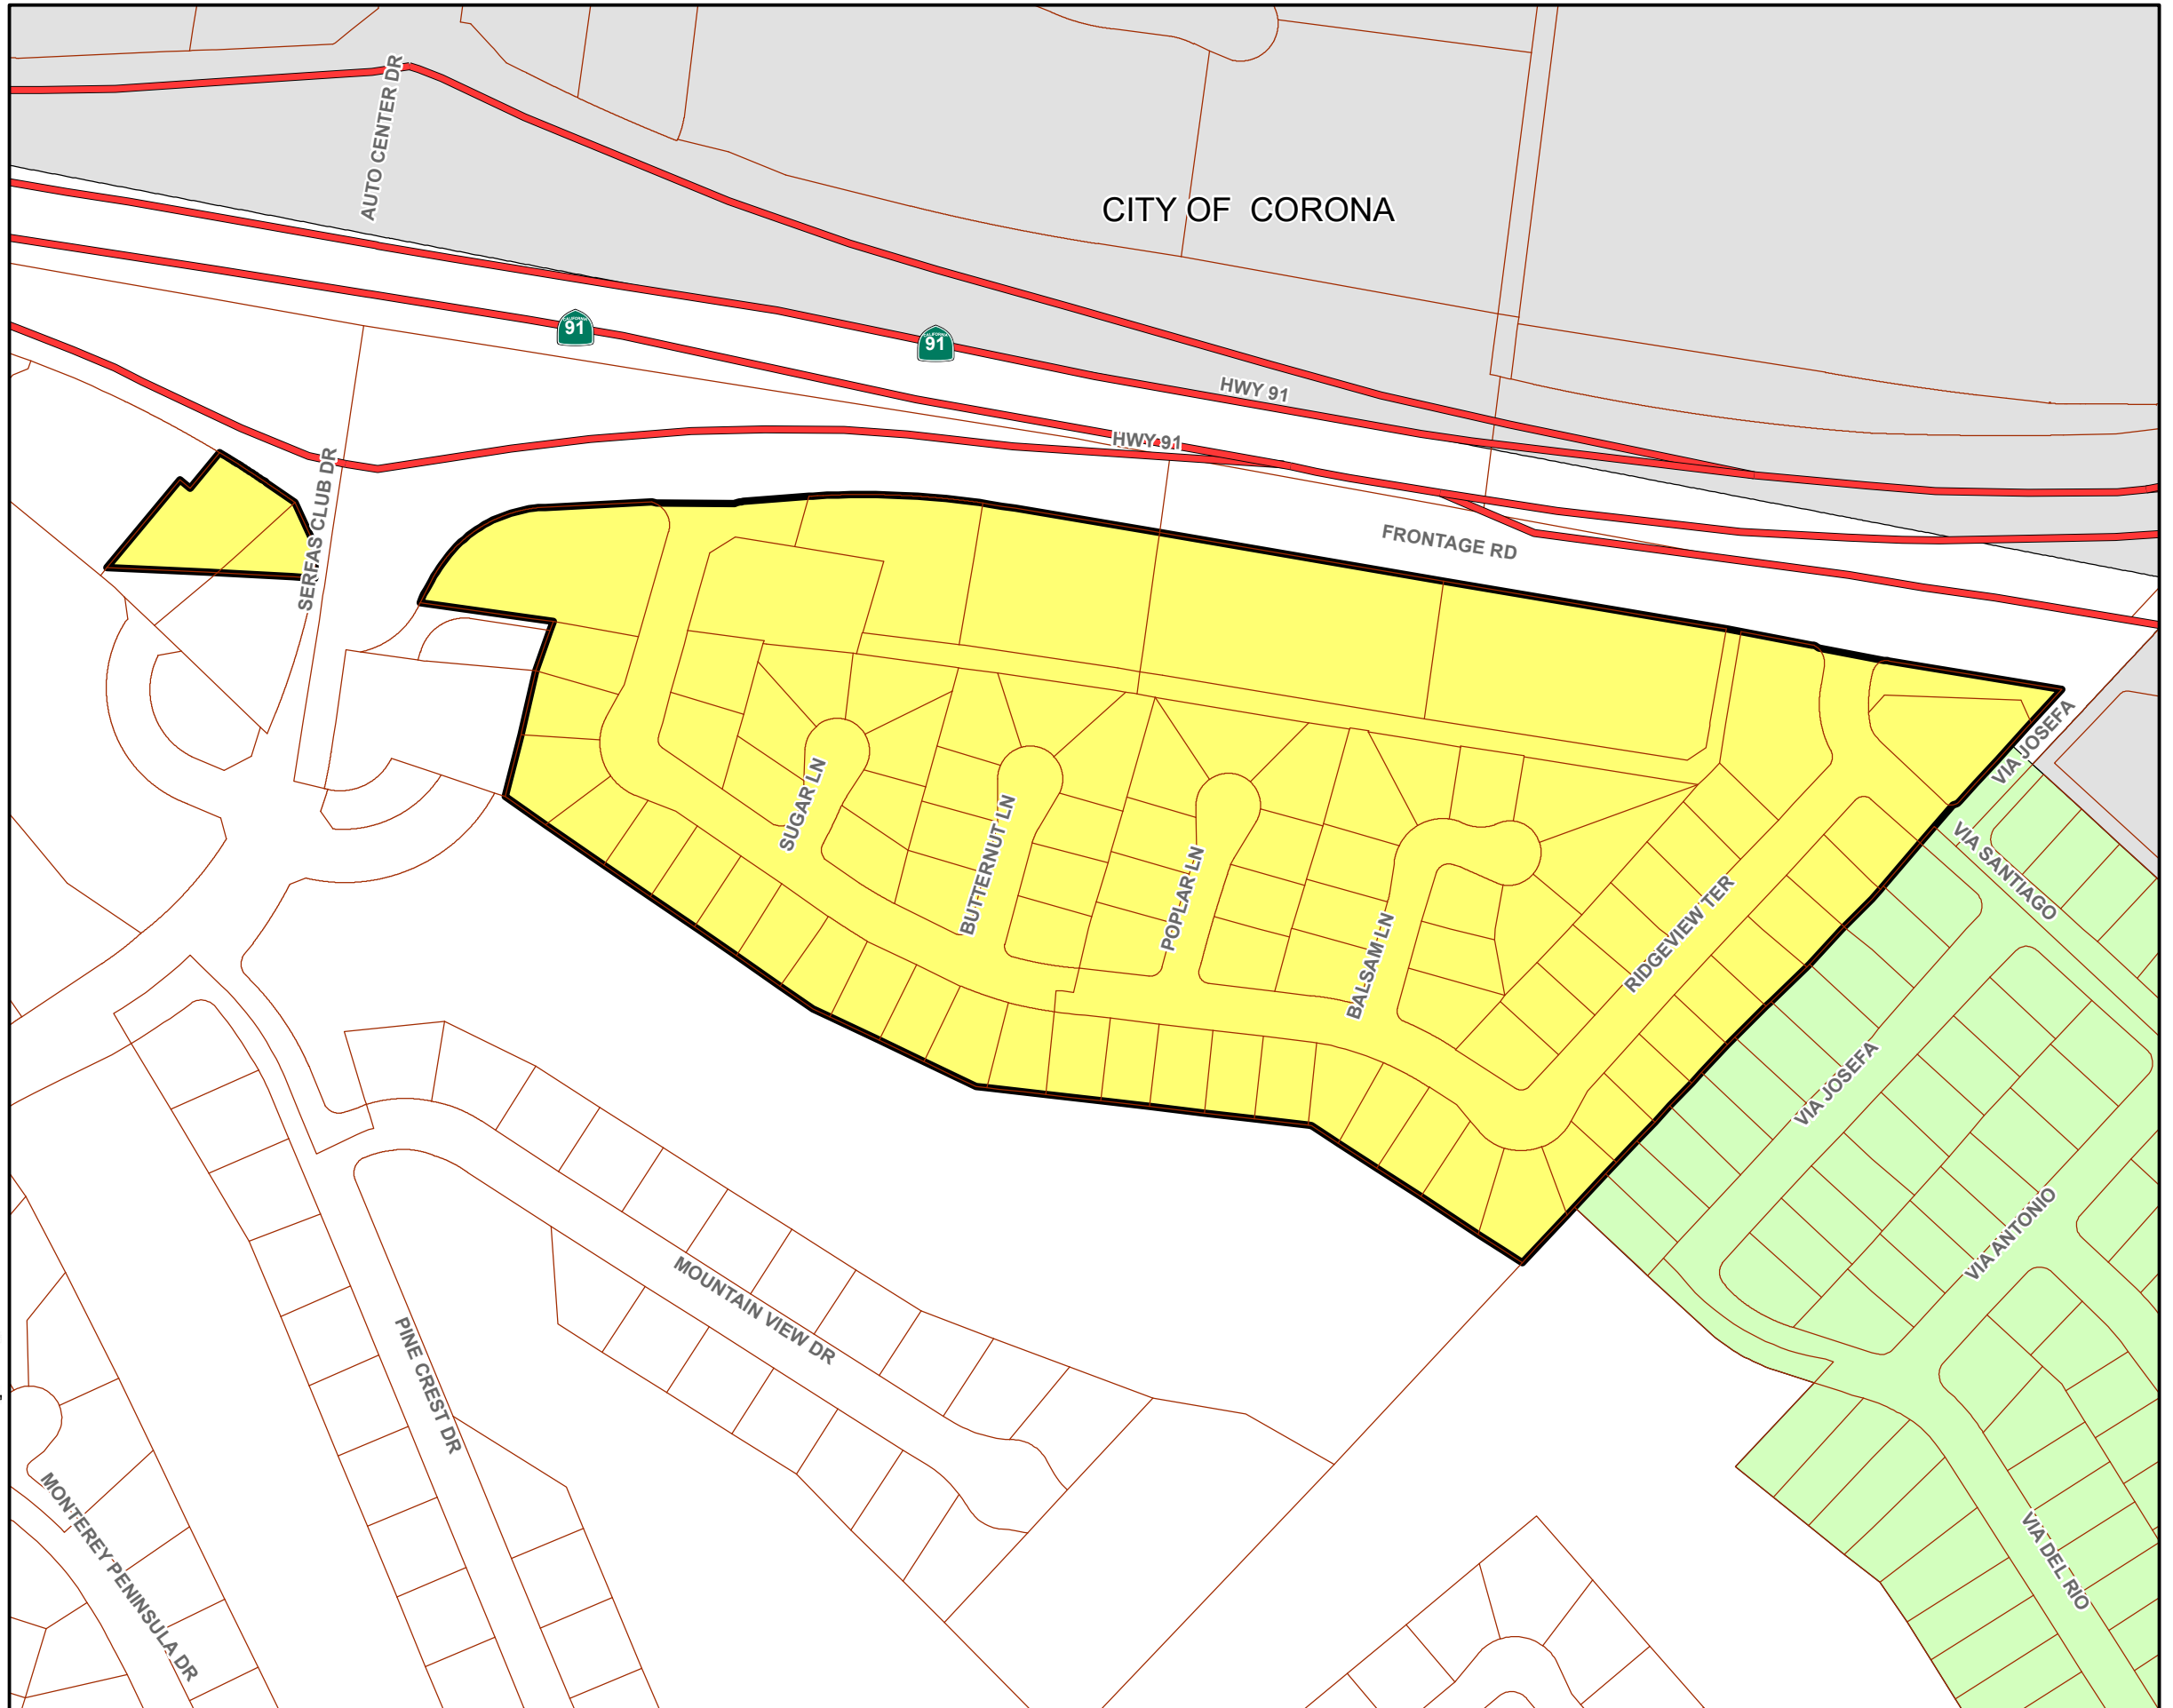 AUTO CENTER DR
CITY OF CORONA
CALIFORNIA
91
CALIFORNIA
91
HWY 91
HWY 91
SERFAS CLUB DR
FRONTAGE RD
VIA JOSEFA
SUGAR LN
BUTTERNUT LN
POPLAR LN
BALSAM LN
RIDGEVIEW TER
VIA SANTIAGO
VIA JOSEFA
VIA ANTONIO
MOUNTAIN VIEW DR
PINE CREST DR
MONTEREY PENINSULA DR
VIA DEL RIO